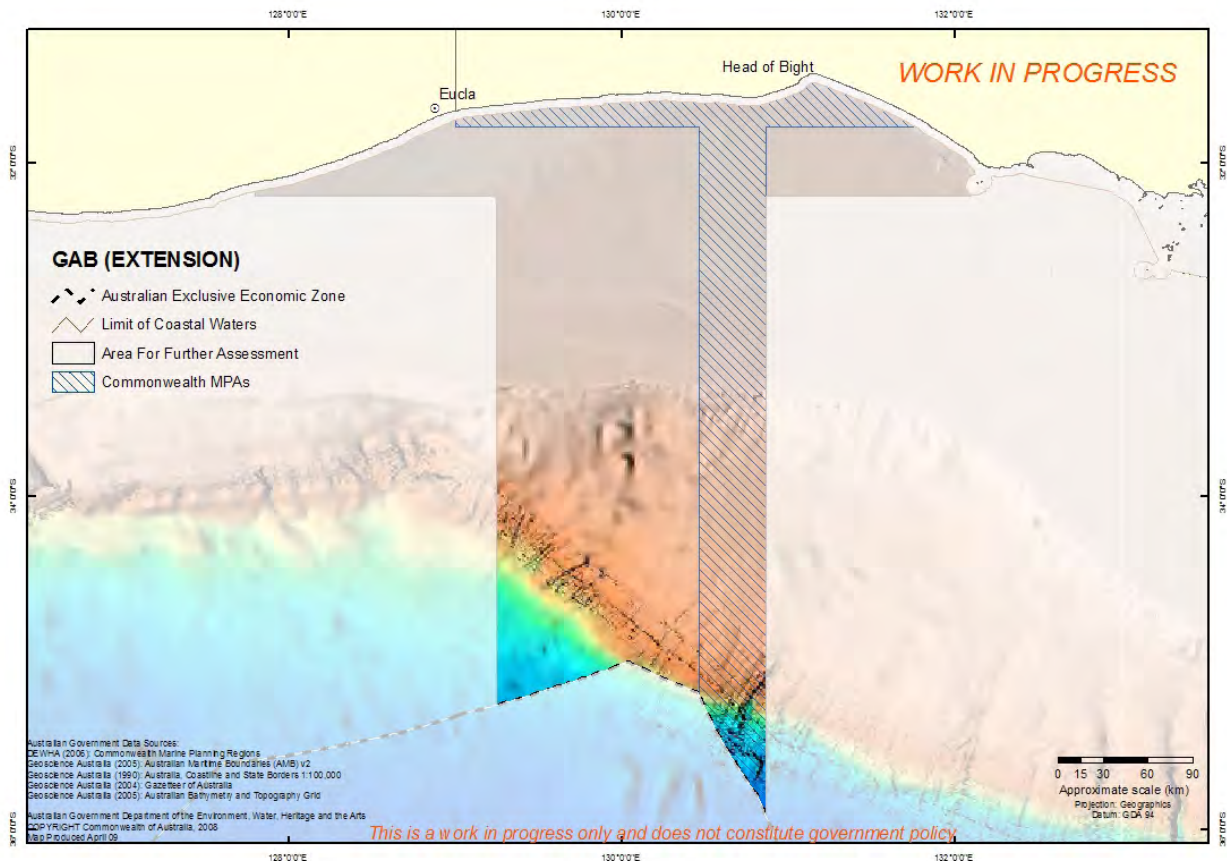 128°0'0"E 130°0'0"E 132°0'0"E
Head of Bight
WORK IN PROGRESS
Eucla
32°0'0"S 32°0'0"S
GAB (EXTENSION)
Australian Exclusive Economic Zone
Limit of Coastal Waters
Area For Further Assessment
Commonwealth MPAs
34°0'0"S 34°0'0"S
Australian Government Data Sources:
DEWHA (2006): Commonwealth Marine Planning Regions
Geoscience Australia (2005): Australian Maritime Boundaries (AMB) v2
Geoscience Australia (1990): Australia, Coastline and State Borders 1:100,000
Geoscience Australia (2004): Gazetteer of Australia
Geoscience Australia (2005): Australian Bathymetry and Topography Grid
Australian Government Department of the Environment, Water, Heritage and the Arts
COPYRIGHT Commonwealth of Australia, 2008
Map Produced April 09
0 15 30 60 90
Approximate scale (km)
Projection: Geographics
Datum: GDA 94
This is a work in progress only and does not constitute government policy
36°0'0"S 36°0'0"S
128°0'0"E 130°0'0"E 132°0'0"E